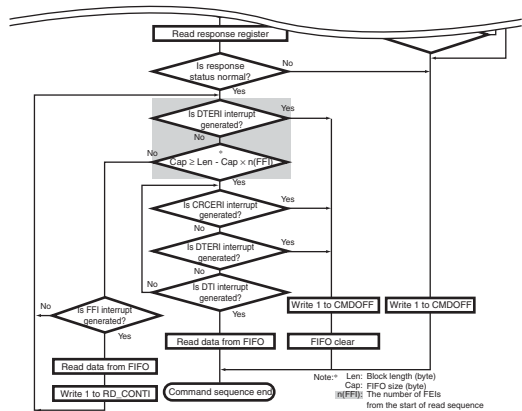 Read response register
Is response
status normal?
No
Yes
Is DTERI interrupt
generated?
Yes
No
No
*
Cap ≥ Len - Cap × n(FFI)
Yes
Is CRCERI interrupt
generated?
Yes
No
Is DTERI interrupt
generated?
Yes
No
No
Is DTI interrupt
generated?
Yes
No
Is FFI interrupt
generated?
Yes
Write 1 to CMDOFF
Write 1 to CMDOFF
Read data from FIFO
FIFO clear
Read data from FIFO
Write 1 to RD_CONTI
Command sequence end
Note:* Len: Block length (byte)
Cap: FIFO size (byte)
n(FFI): The number of FEIs
from the start of read sequence